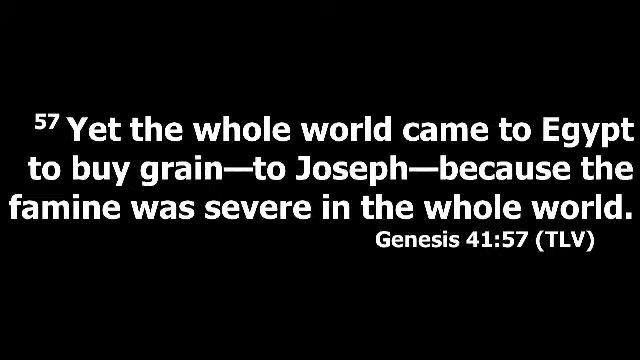 57 Yet the whole world came to Egypt
to buy grain—to Joseph—because the
famine was severe in the whole world.
Genesis 41:57 (TLV)